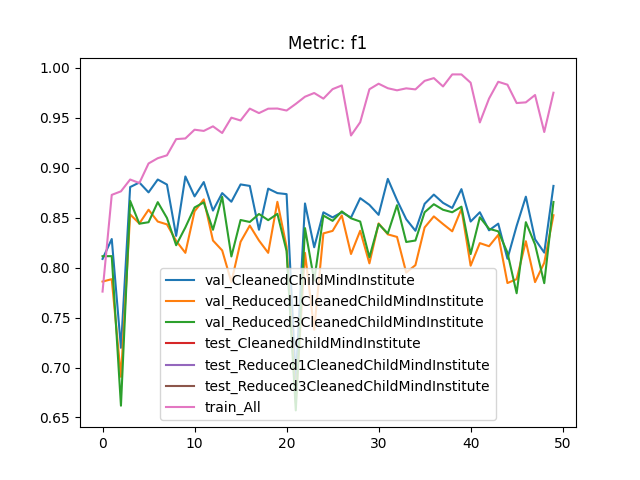 Metric: f1
1.00
0.95
0.90
0.85
0.80
0.75
0.70
0.65
val_CleanedChildMindInstitute
val_Reduced1CleanedChildMindInstitute
val_Reduced3CleanedChildMindInstitute
test_CleanedChildMindInstitute
test_Reduced1CleanedChildMindInstitute
test_Reduced3CleanedChildMindInstitute
train_All
0 10 20 30 40 50